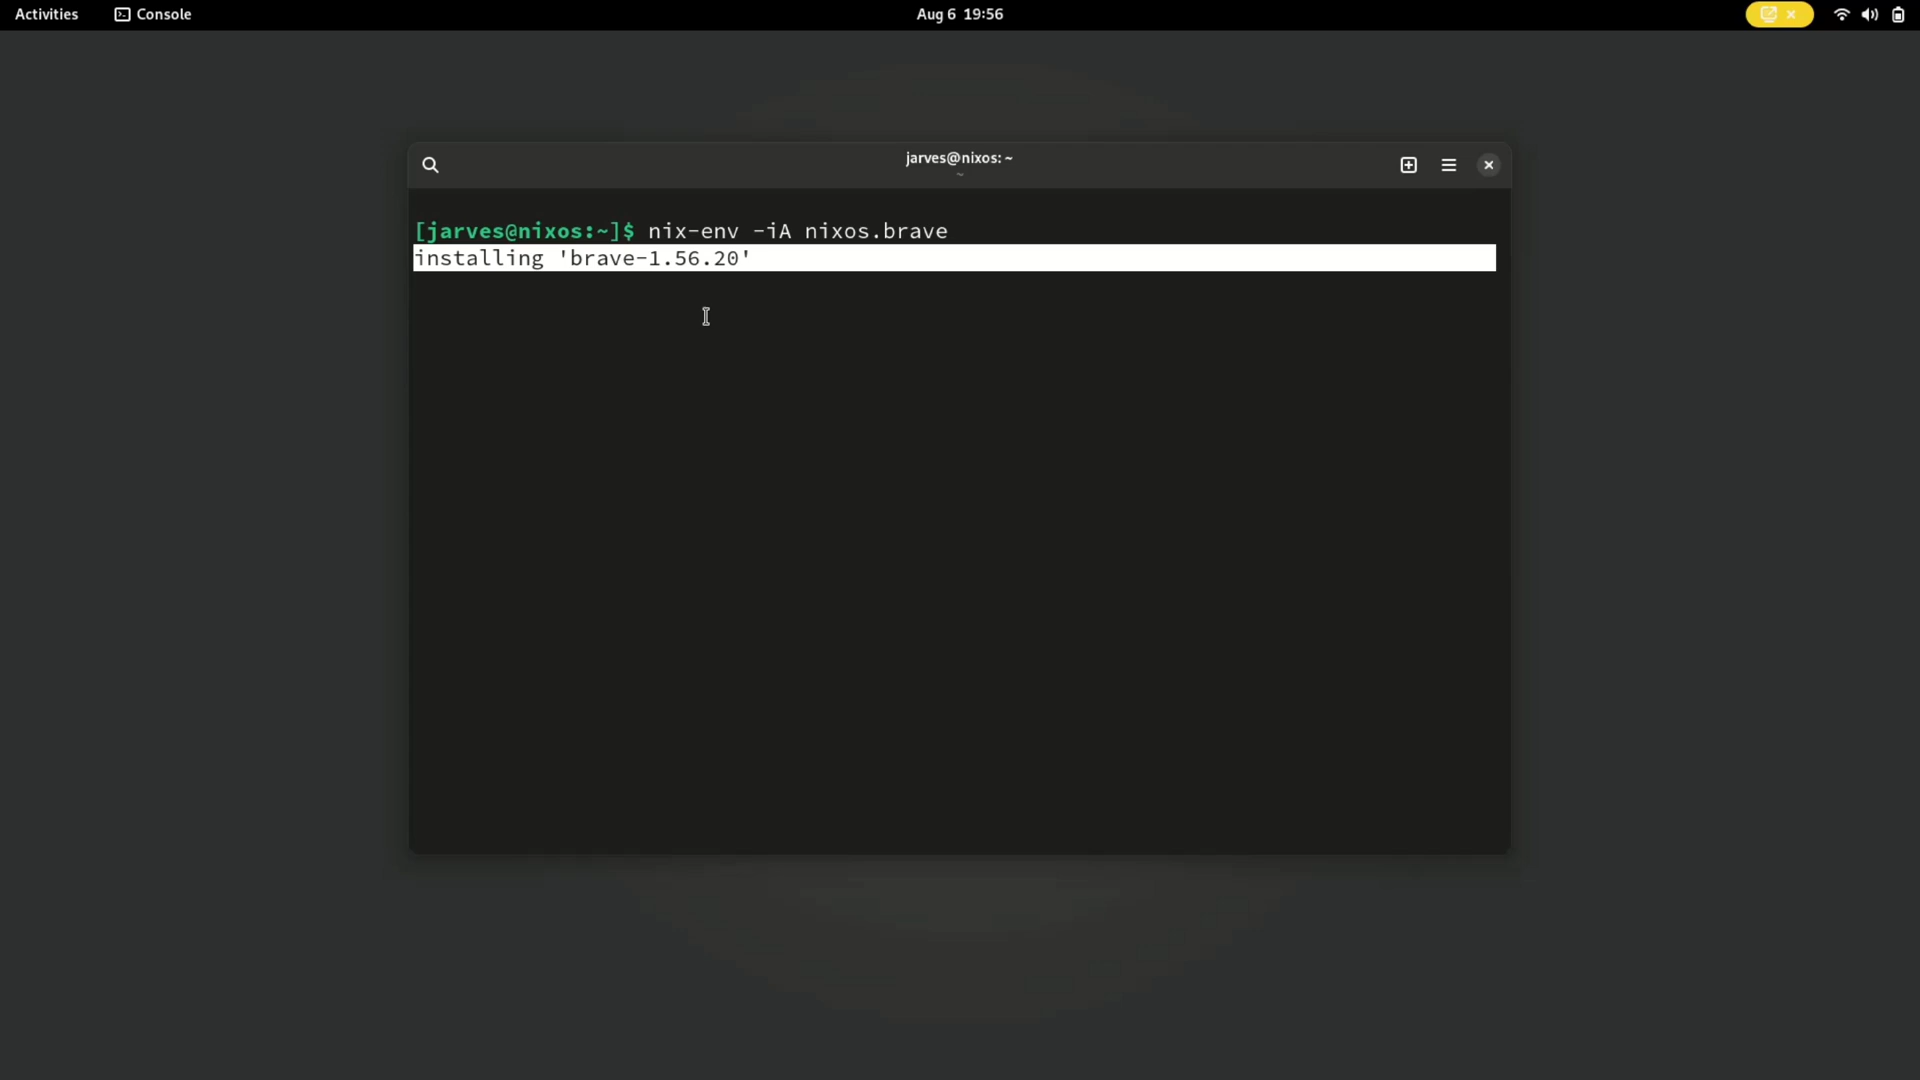 Activities Console Aug 6 19:56
jarves@nixos: ~
~
[jarves@nixos:~]$ nix-env -iA nixos.brave
installing 'brave-1.56.20'